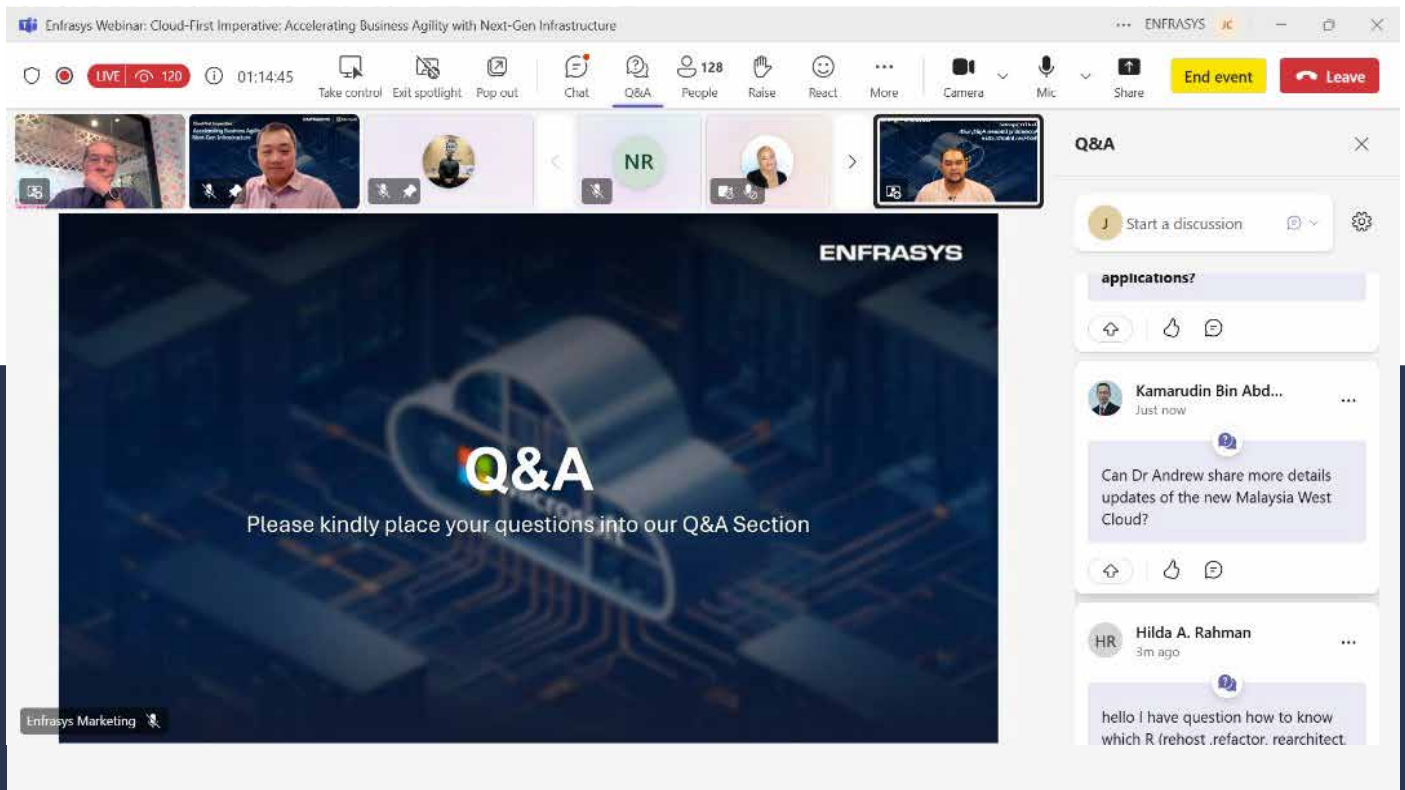 Enfrasys Webinar: Cloud-First Imperative: Accelerating Business Agility with Next-Gen Infrastructure
ENFRASYS JC
LIVE 120
01:14:45
Take control
Exit spotlight
Pop out
Chat
Q&A
128
People
Raise
React
More
Camera
Mic
Share
End event
Leave
NR
ENFRASYS
Q&A
Please kindly place your questions into our Q&A Section
Enfrasys Marketing
Q&A
J Start a discussion
applications?
Kamarudin Bin Abd...
Just now
Can Dr Andrew share more details
updates of the new Malaysia West
Cloud?
HR
Hilda A. Rahman
3m ago
hello I have question how to know
which R (rehost ,refactor, rearchitect,